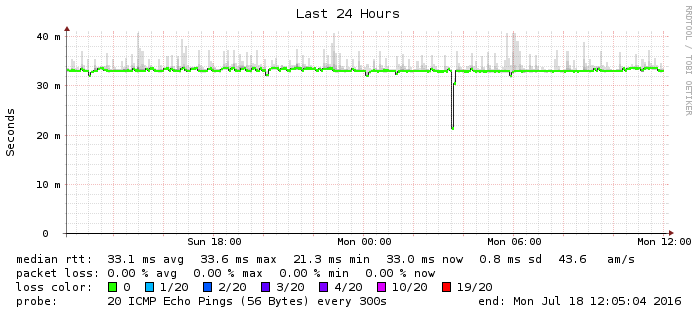 Last 24 Hours
RRDTOOL / TOBI OETIKER
Seconds
40 m
30 m
20 m
10 m
0
Sun 18:00 Mon 00:00 Mon 06:00 Mon 12:00
median rtt: 33.1 ms avg 33.6 ms max 21.3 ms min 33.0 ms now 0.8 ms sd 43.6 am/s
packet loss: 0.00 % avg 0.00 % max 0.00 % min 0.00 % now
loss color: 0 1/20 2/20 3/20 4/20 10/20 19/20
probe: 20 ICMP Echo Pings (56 Bytes) every 300s end: Mon Jul 18 12:05:04 2016